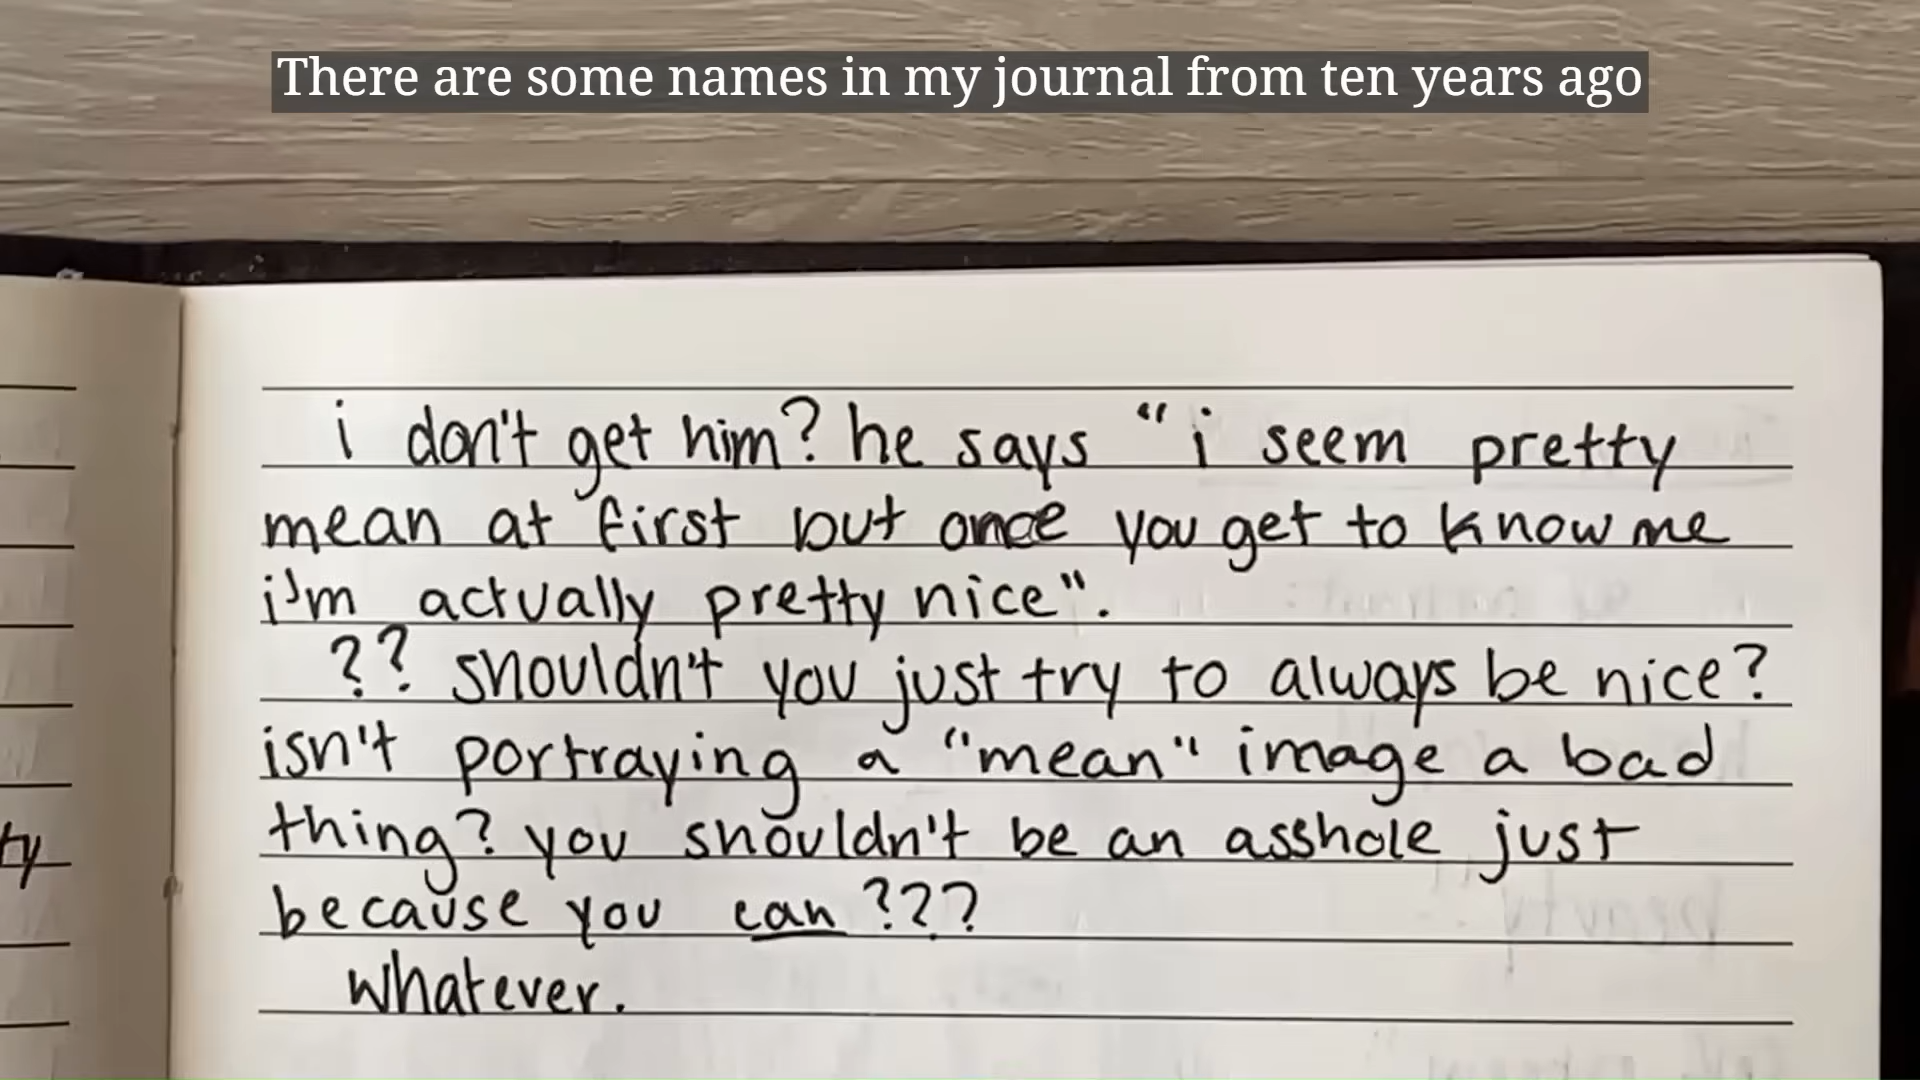 There are some names in my journal from ten years ago
i don't get him? he says "i seem pretty
mean at first but once you get to know me
i'm actually pretty nice".
?? shouldn't you just try to always be nice?
isn't portraying a "mean" image a bad
thing? you shouldn't be an asshole just
ty
because you can ???
whatever.